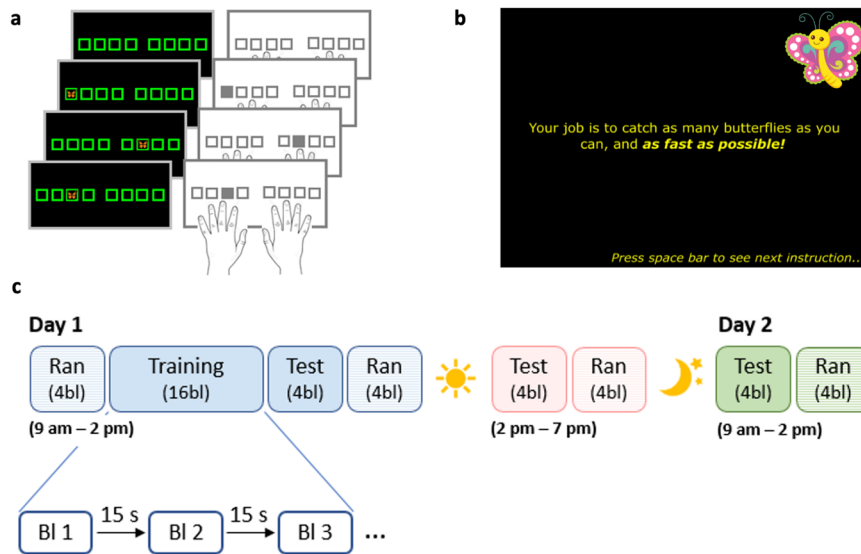 a
b
Your job is to catch as many butterflies as you
can, and as fast as possible!
Press space bar to see next instruction..
c
Day 1
Day 2
Ran
(4bl)
Training
(16bl)
Test
(4bl)
Ran
(4bl)
Test
(4bl)
Ran
(4bl)
Test
(4bl)
Ran
(4bl)
(9 am – 2 pm)
(2 pm – 7 pm)
(9 am – 2 pm)
Bl 1
15 s
Bl 2
15 s
Bl 3
...